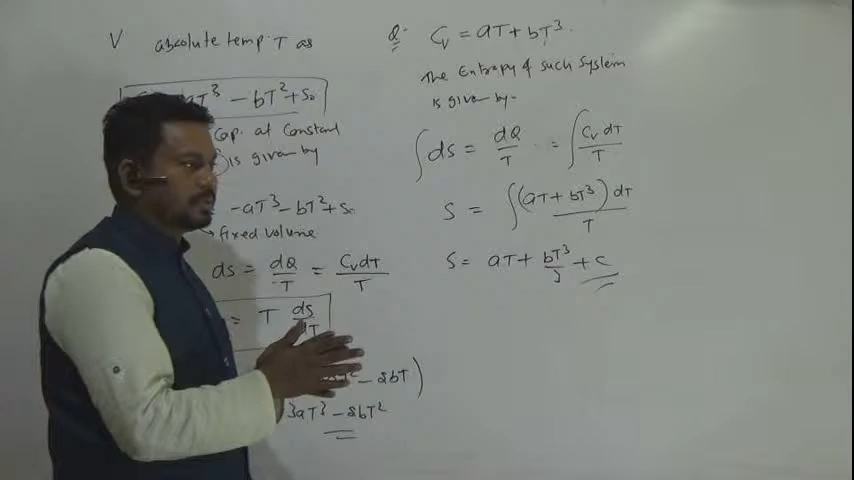 V absolute temp. T as
aT³ - bT² + S₀
cap. at constant
is given by
- aT³ - bT² + S₀
fixed volume
ds = dQ/T = CᵥdT/T
= T ds/dT
- 2bT)
3aT³ - 2bT²
Q: Cᵥ = aT + bT³.
The Entropy of such System
is given by -
∫ds = dQ/T = ∫CᵥdT/T
S = ∫(aT + bT³)dT/T
S = aT + bT³/3 + C